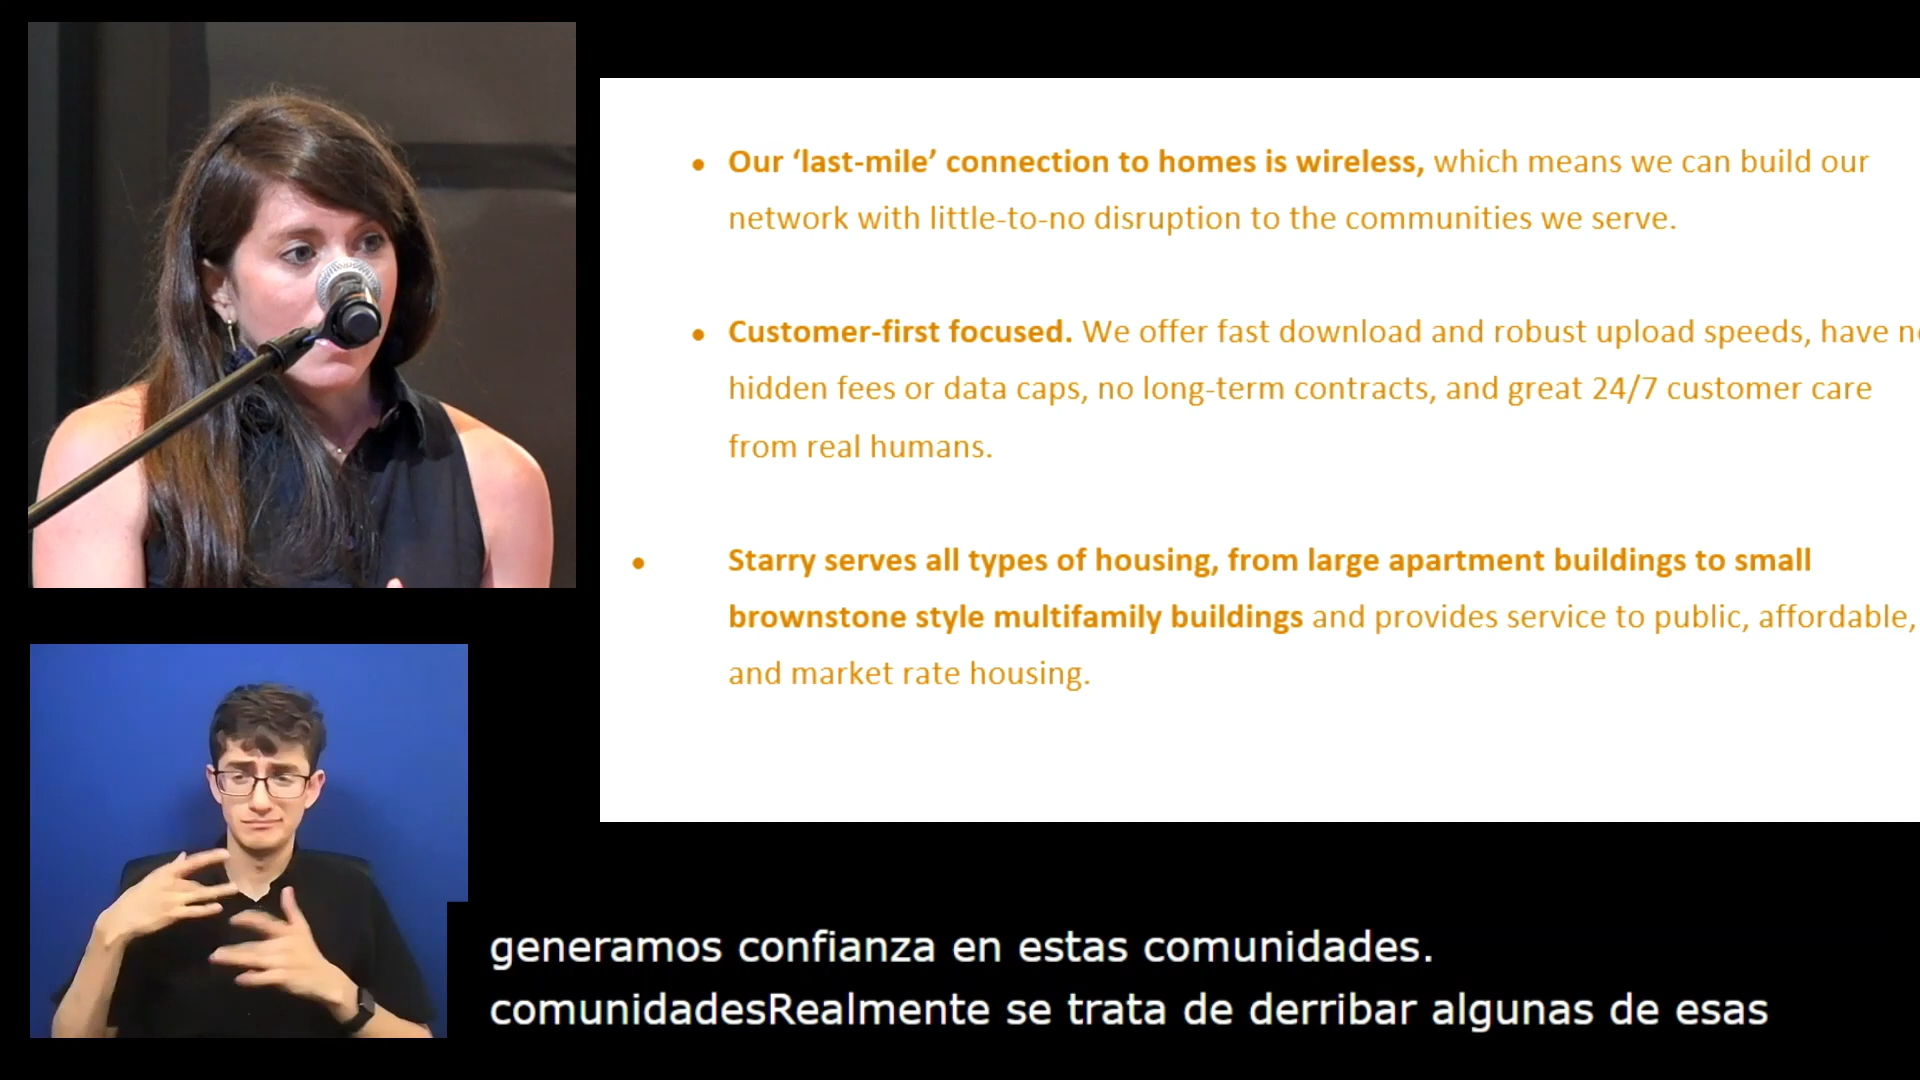 ● Our ‘last-mile’ connection to homes is wireless, which means we can build our
network with little-to-no disruption to the communities we serve.
● Customer-first focused. We offer fast download and robust upload speeds, have
hidden fees or data caps, no long-term contracts, and great 24/7 customer care
from real humans.
● Starry serves all types of housing, from large apartment buildings to small
brownstone style multifamily buildings and provides service to public, affordable,
and market rate housing.
generamos confianza en estas comunidades.
comunidadesRealmente se trata de derribar algunas de esas